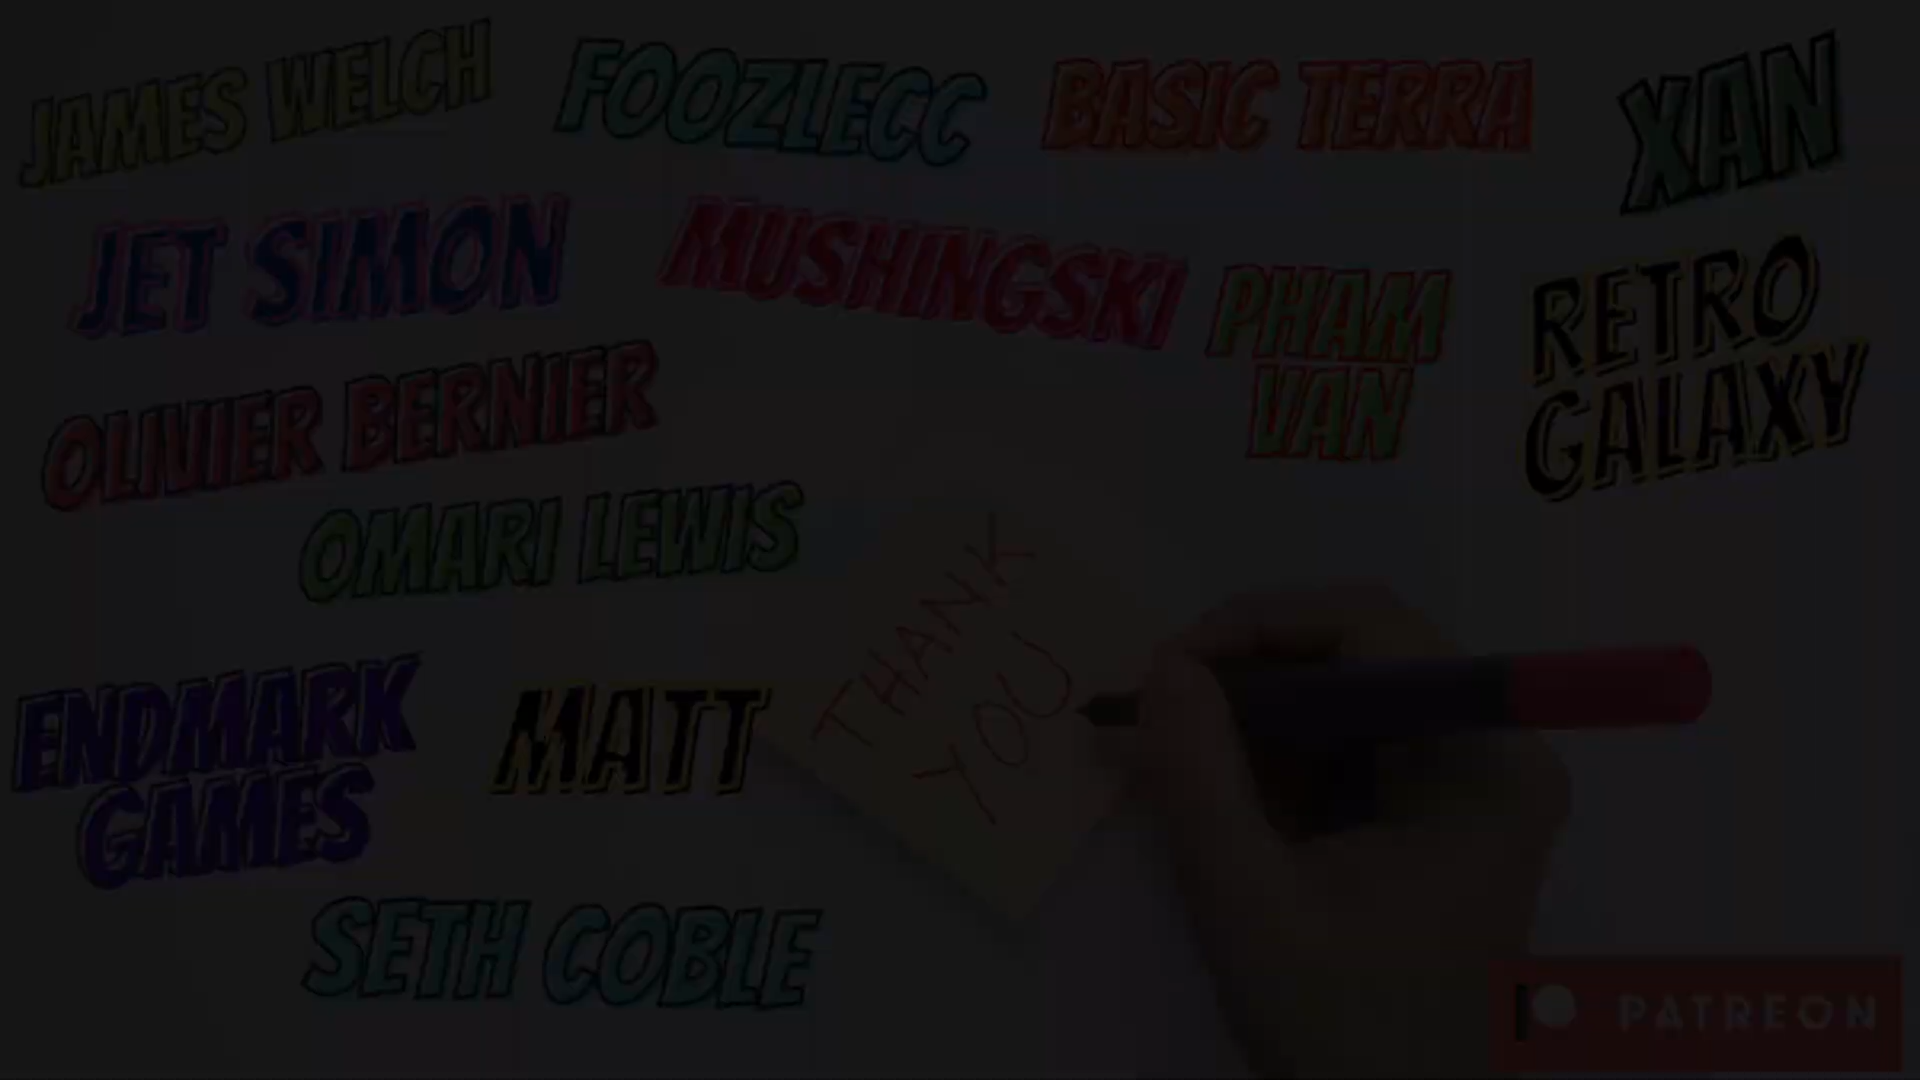 JAMES WELCH
FOOZLECC
BASIC TERRA
XAN
JET SIMON
MUSHINGSKI
PHAM
VAN
RETRO
GALAXY
OLIVIER BERNIER
OMARI LEWIS
THANK
YOU
ENDMARK
GAMES
MATT
SETH COBLE
PATREON